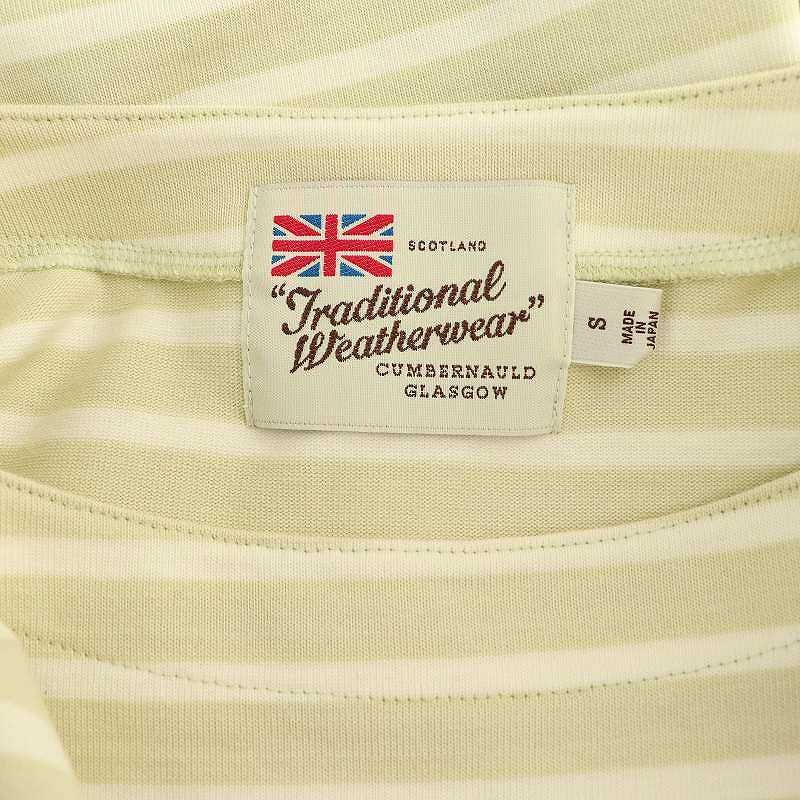 SCOTLAND
"Traditional
Weatherwear"
CUMBERNAULD
GLASGOW
S
MADE
IN
JAPAN